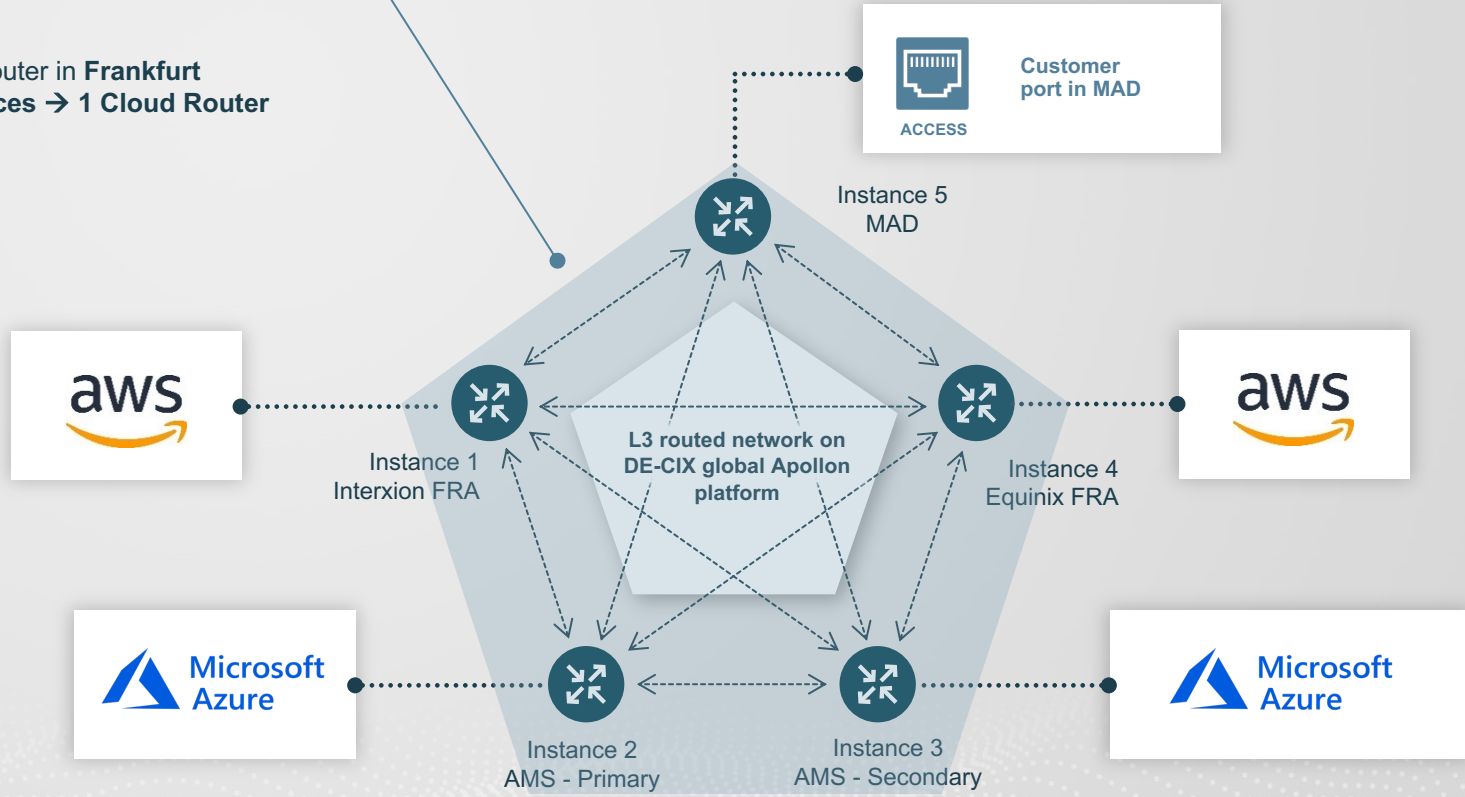 outer in Frankfurt
ces → 1 Cloud Router
Customer
port in MAD
ACCESS
Instance 5
MAD
aws
aws
L3 routed network on
DE-CIX global Apollon
platform
Instance 1
Interxion FRA
Instance 4
Equinix FRA
Microsoft
Azure
Microsoft
Azure
Instance 2
AMS - Primary
Instance 3
AMS - Secondary